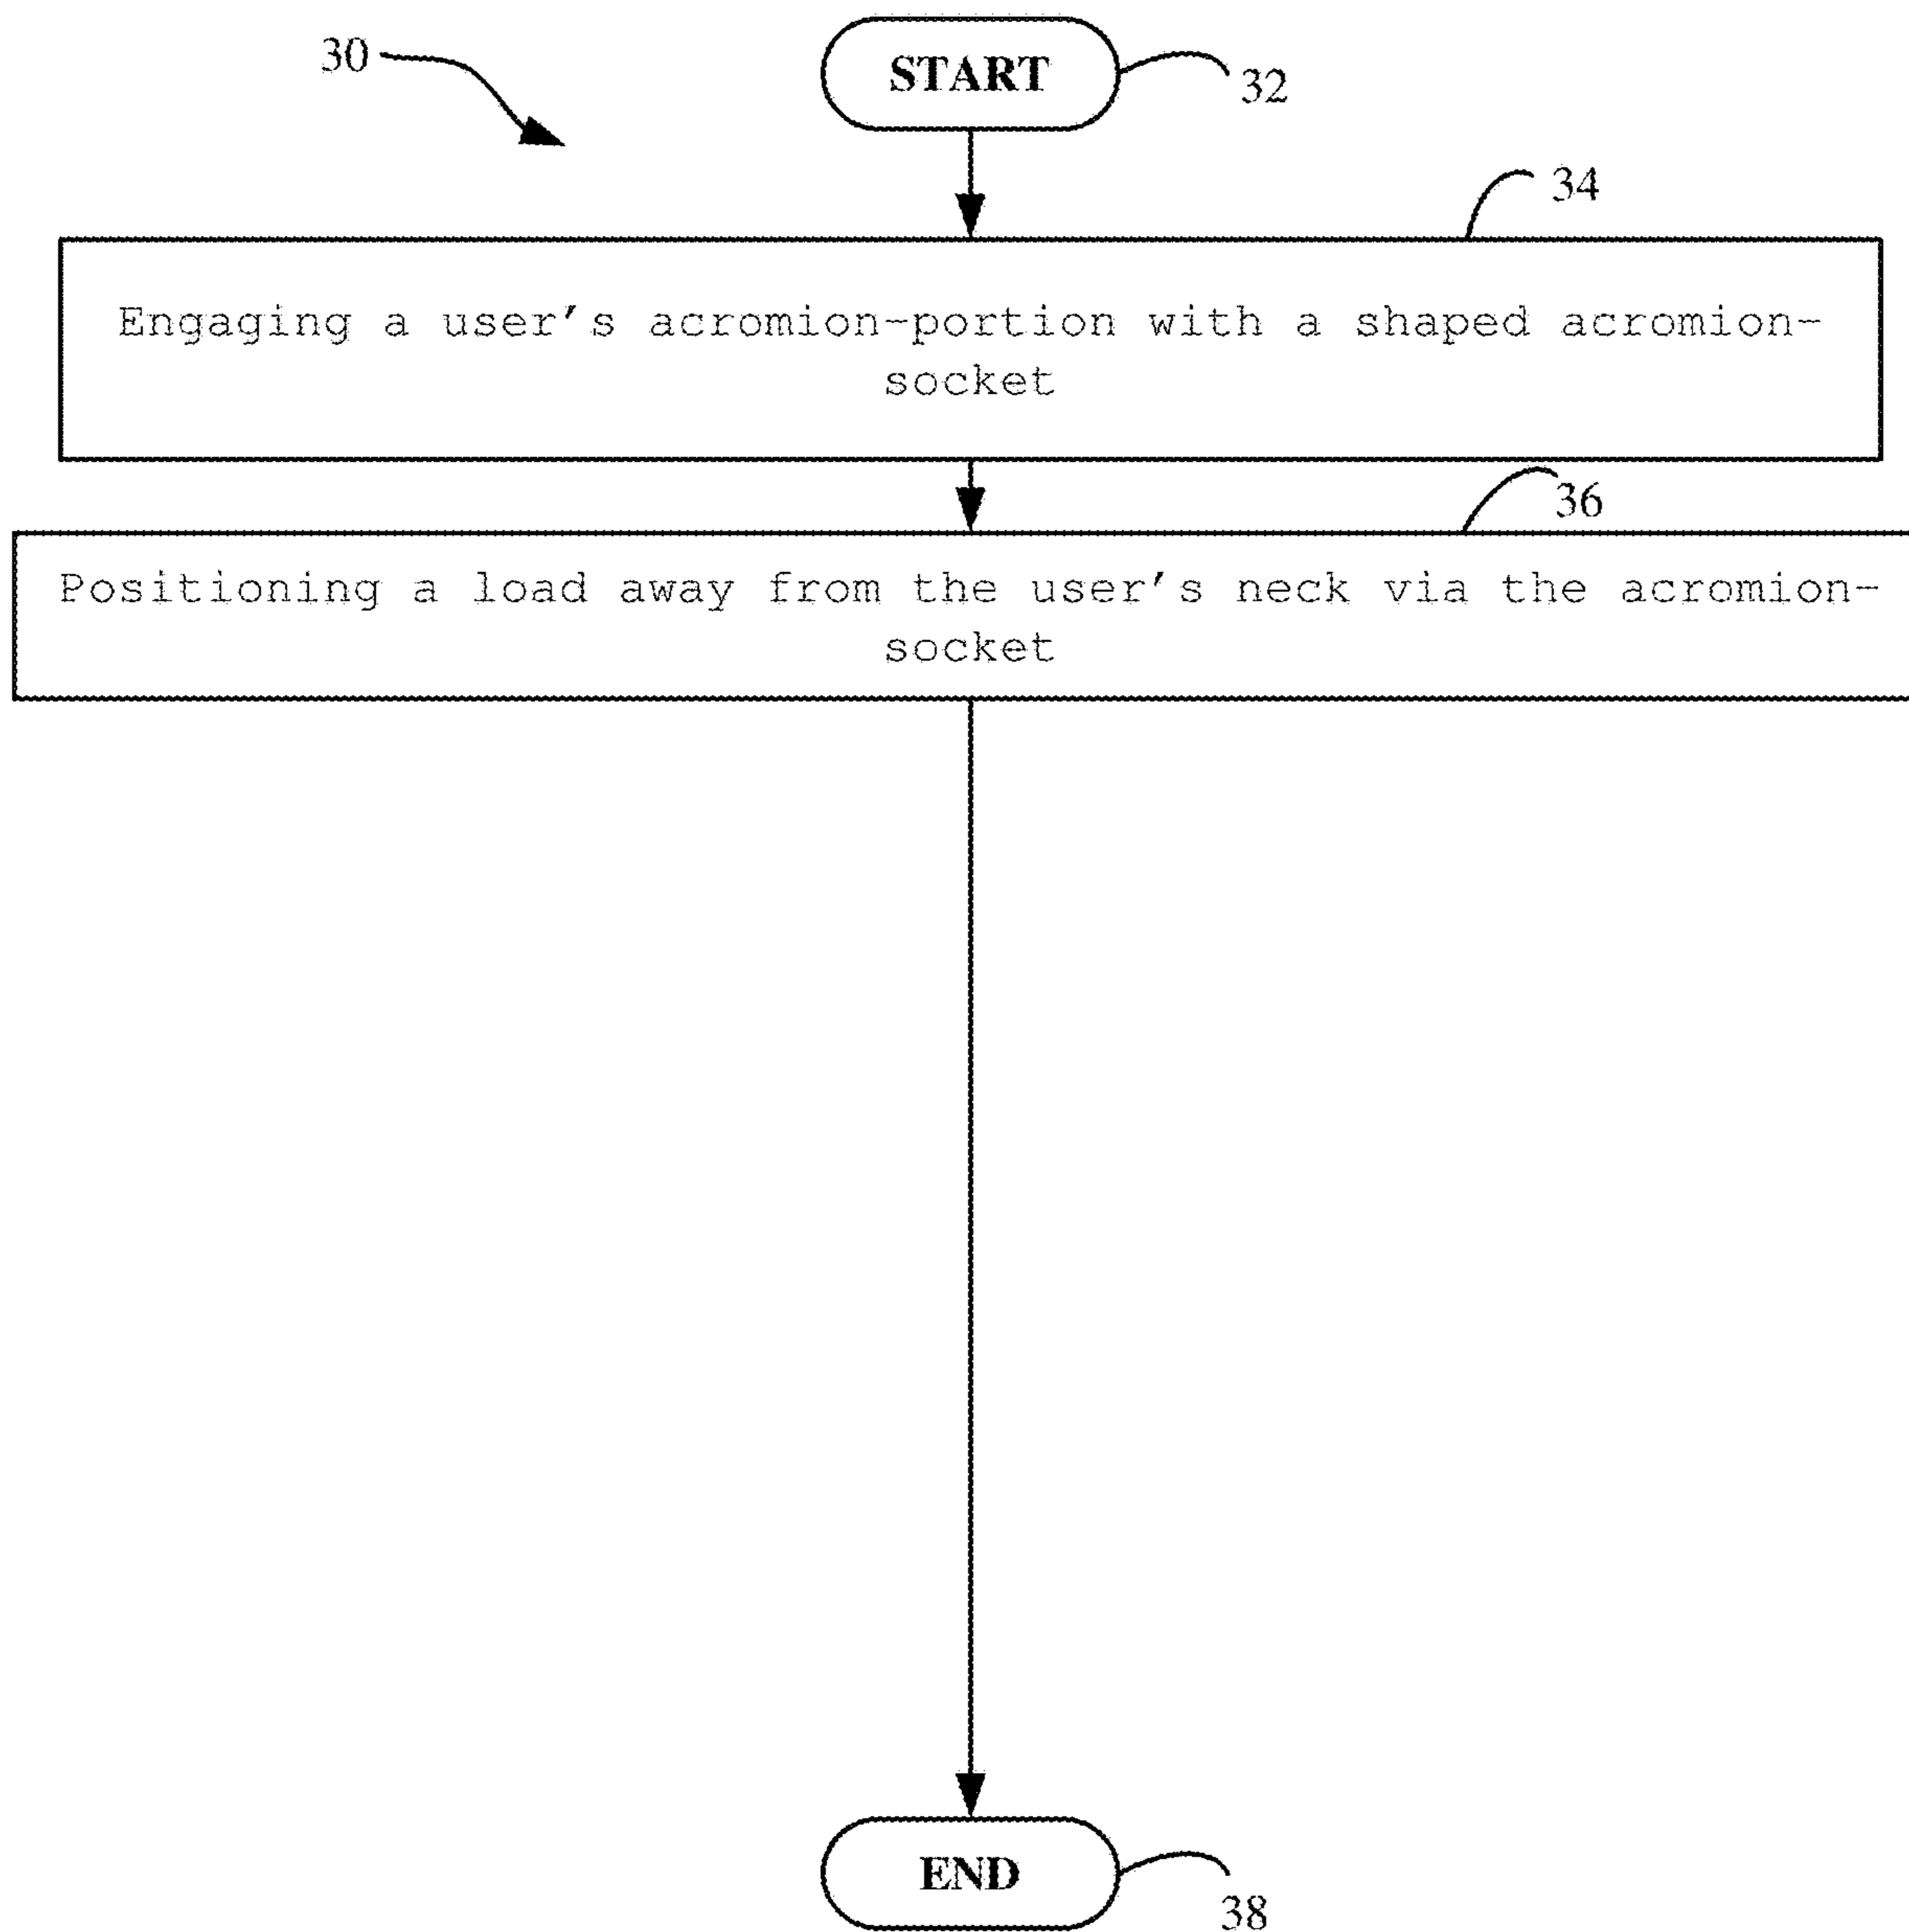 30
START
32
34
Engaging a user's acromion-portion with a shaped acromion-
socket
36
Positioning a load away from the user's neck via the acromion-
socket
END
38